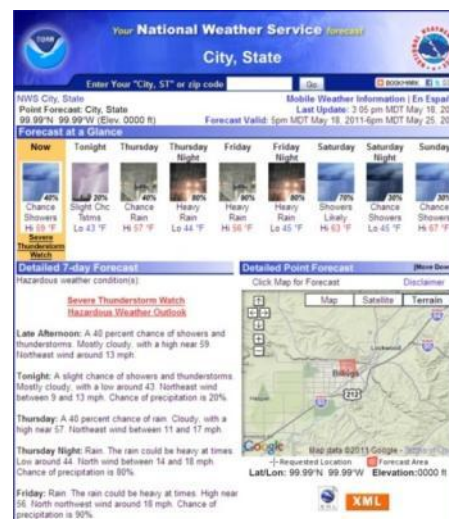 Your National Weather Service forecast
City, State
Enter Your "City, ST" or zip code
Go
NWS City, State
Mobile Weather Information | En Españ
Point Forecast: City, State
Last Update: 3:05 pm MDT May 18, 20
99.99°N 99.99°W (Elev. 0000 ft)
Forecast Valid: 5pm MDT May 18, 2011-6pm MDT May 25, 20
Forecast at a Glance
Now Tonight Thursday Thursday Night Friday Friday Night Saturday Saturday Night Sunda
40% 20% 40% 80% 90% 80% 70% 30% 30%
Chance Showers
Slight Chc Tstms
Chance Rain
Heavy Rain
Heavy Rain
Heavy Rain
Showers Likely
Chance Showers
Chance Showers
Hi 59 °F Lo 43 °F Hi 57 °F Lo 44 °F Hi 56 °F Lo 45 °F Hi 63 °F Lo 45 °F Hi 67 °F
Severe
Thunderstorm
Watch
Detailed 7-day Forecast
Hazardous weather condition(s):
Severe Thunderstorm Watch
Hazardous Weather Outlook
Late Afternoon: A 40 percent chance of showers and
thunderstorms. Mostly cloudy, with a high near 59.
Northeast wind around 13 mph.
Tonight: A slight chance of showers and thunderstorms.
Mostly cloudy, with a low around 43. Northeast wind
between 9 and 13 mph. Chance of precipitation is 20%.
Thursday: A 40 percent chance of rain. Cloudy, with a
high near 57. Northeast wind between 11 and 17 mph.
Thursday Night: Rain. The rain could be heavy at times.
Low around 44. North wind between 14 and 18 mph.
Chance of precipitation is 80%.
Friday: Rain. The rain could be heavy at times. High near
56. North northwest wind around 18 mph. Chance of
precipitation is 90%.
Detailed Point Forecast
[Move Down]
Click Map for Forecast
Disclaimer
Map Satellite Terrain
Lockwood
Billings
212
Google
Map data ©2011 Google - Terms of Use
Requested Location Forecast Area
Lat/Lon: 99.99°N 99.99°W Elevation:0000 ft
XML